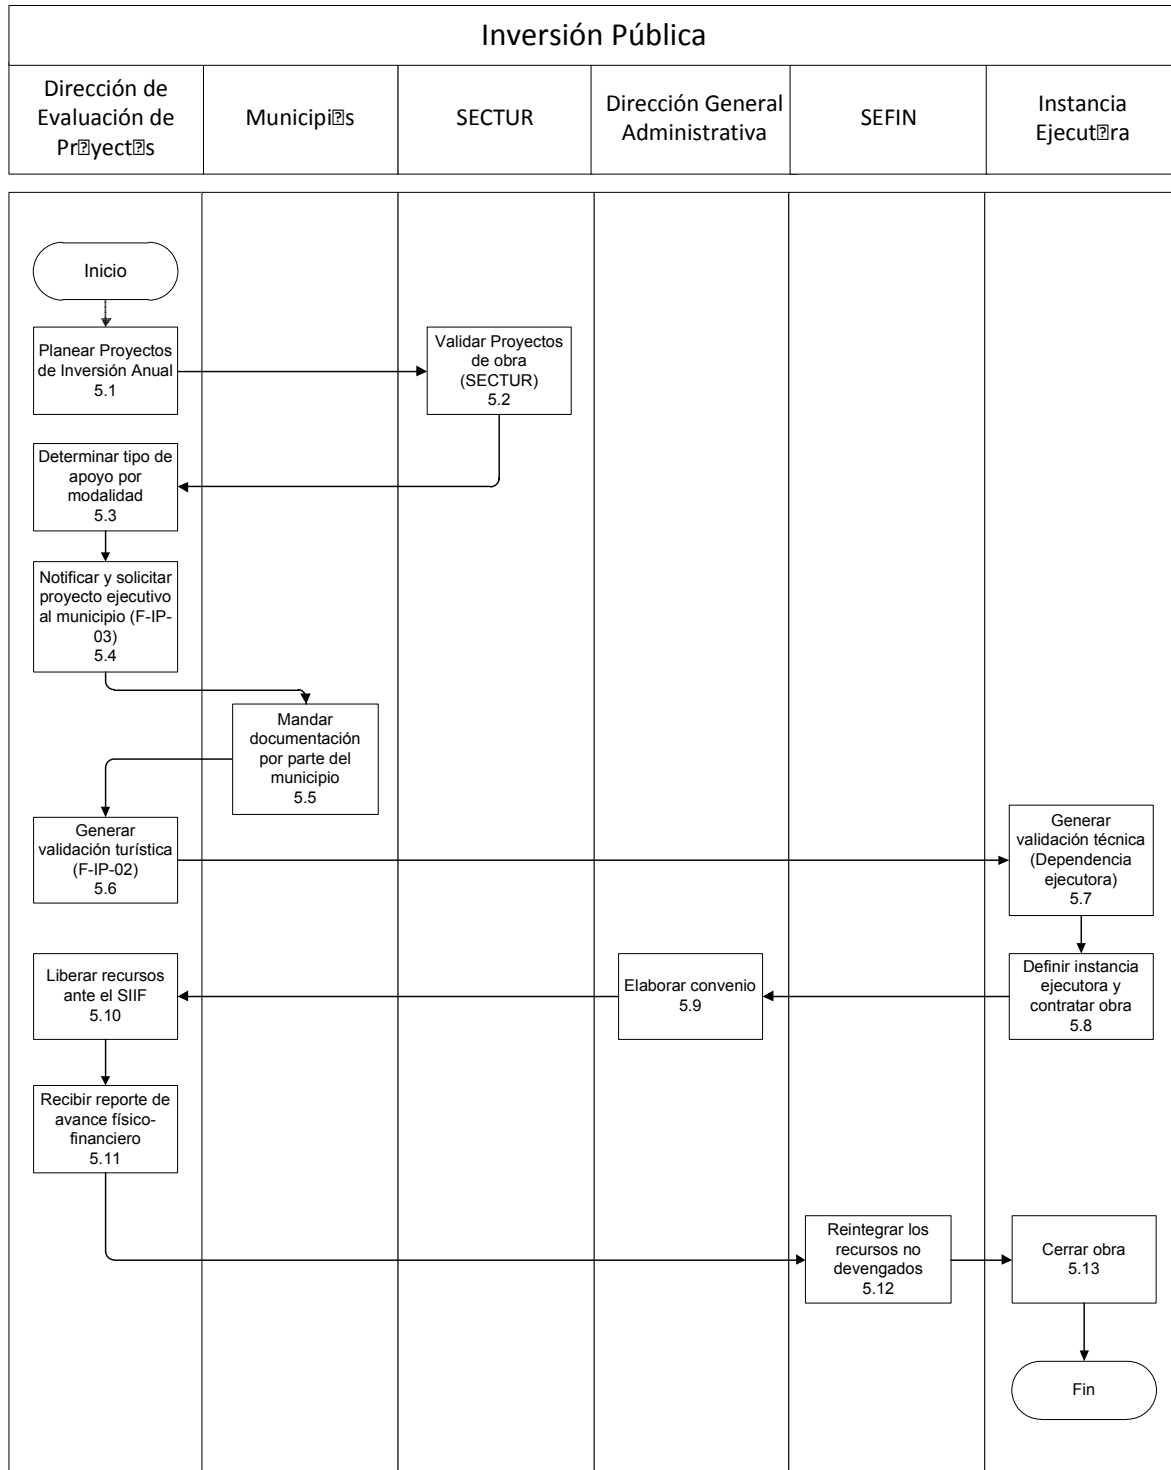 Inversión Pública
Dirección de
Evaluación de
Pr�yect�s
Municipi�s
SECTUR
Dirección General
Administrativa
SEFIN
Instancia
Ejecut�ra
Inicio
Planear Proyectos
de Inversión Anual
5.1
Validar Proyectos
de obra
(SECTUR)
5.2
Determinar tipo de
apoyo por
modalidad
5.3
Notificar y solicitar
proyecto ejecutivo
al municipio (F-IP-
03)
5.4
Mandar
documentación
por parte del
municipio
5.5
Generar
validación turística
(F-IP-02)
5.6
Generar
validación técnica
(Dependencia
ejecutora)
5.7
Definir instancia
ejecutora y
contratar obra
5.8
Elaborar convenio
5.9
Liberar recursos
ante el SIIF
5.10
Recibir reporte de
avance físico-
financiero
5.11
Reintegrar los
recursos no
devengados
5.12
Cerrar obra
5.13
Fin